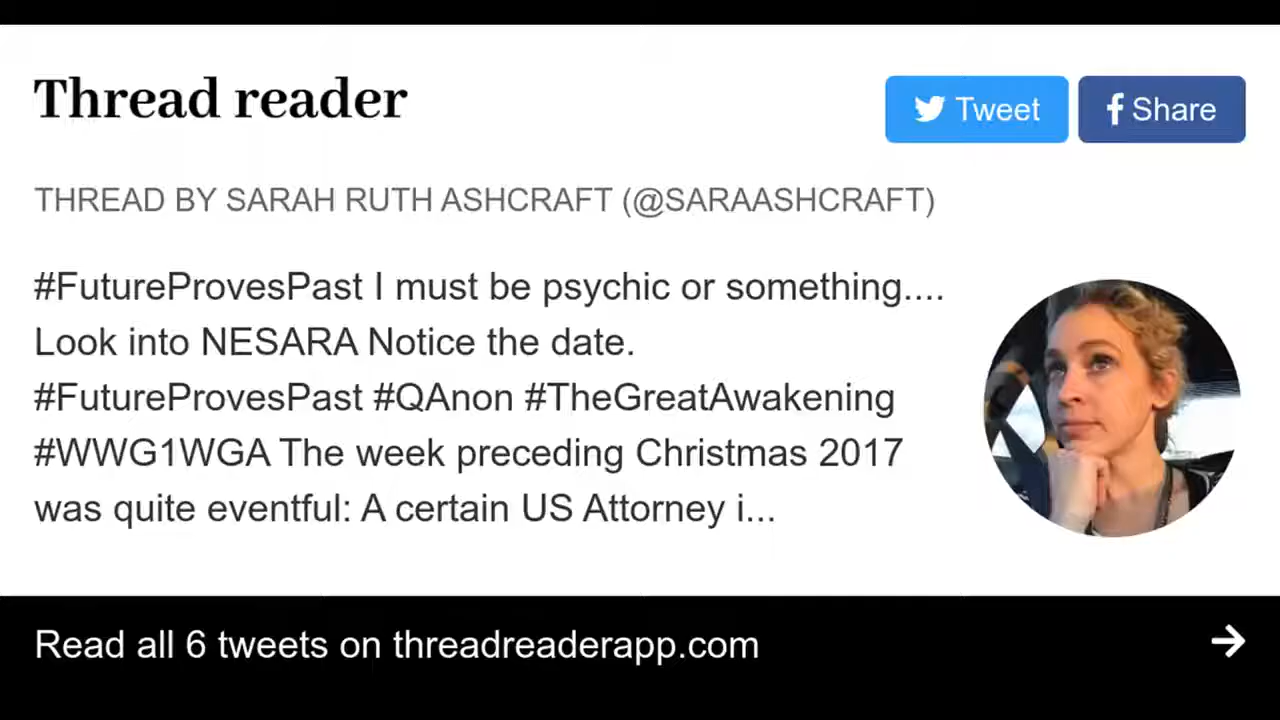 Thread reader
Tweet
Share
THREAD BY SARAH RUTH ASHCRAFT (@SARAASHCRAFT)
#FutureProvesPast I must be psychic or something....
Look into NESARA Notice the date.
#FutureProvesPast #QAnon #TheGreatAwakening
#WWG1WGA The week preceding Christmas 2017
was quite eventful: A certain US Attorney i...
Read all 6 tweets on threadreaderapp.com